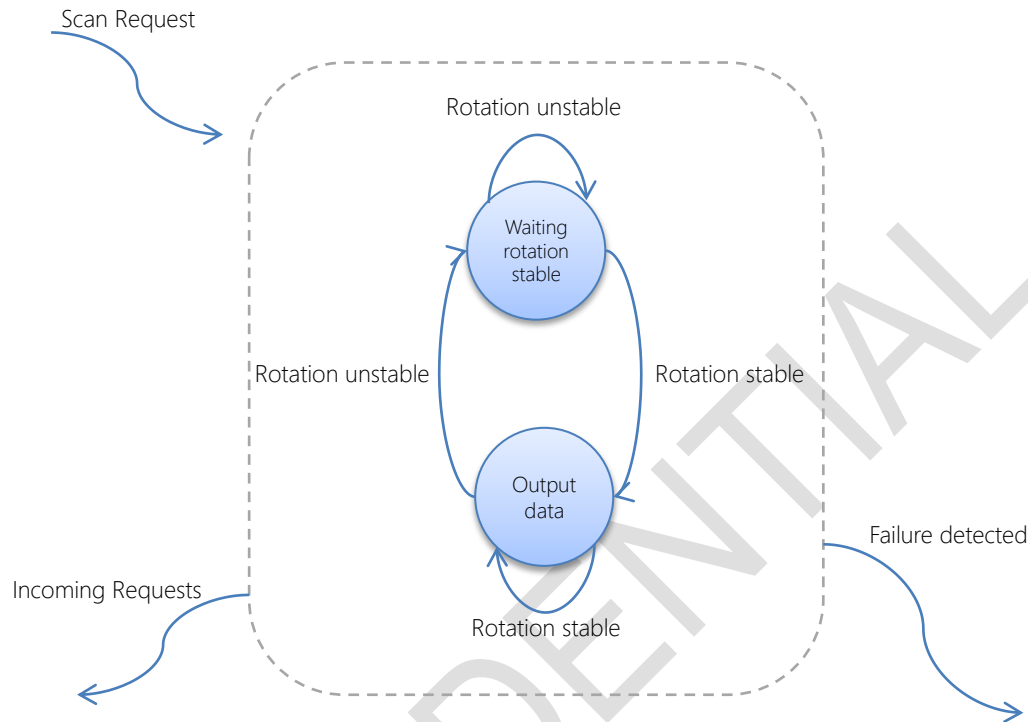 Scan Request
Rotation unstable
Waiting
rotation
stable
Rotation unstable
Rotation stable
Output
data
Failure detected
Incoming Requests
Rotation stable
DENTIAL